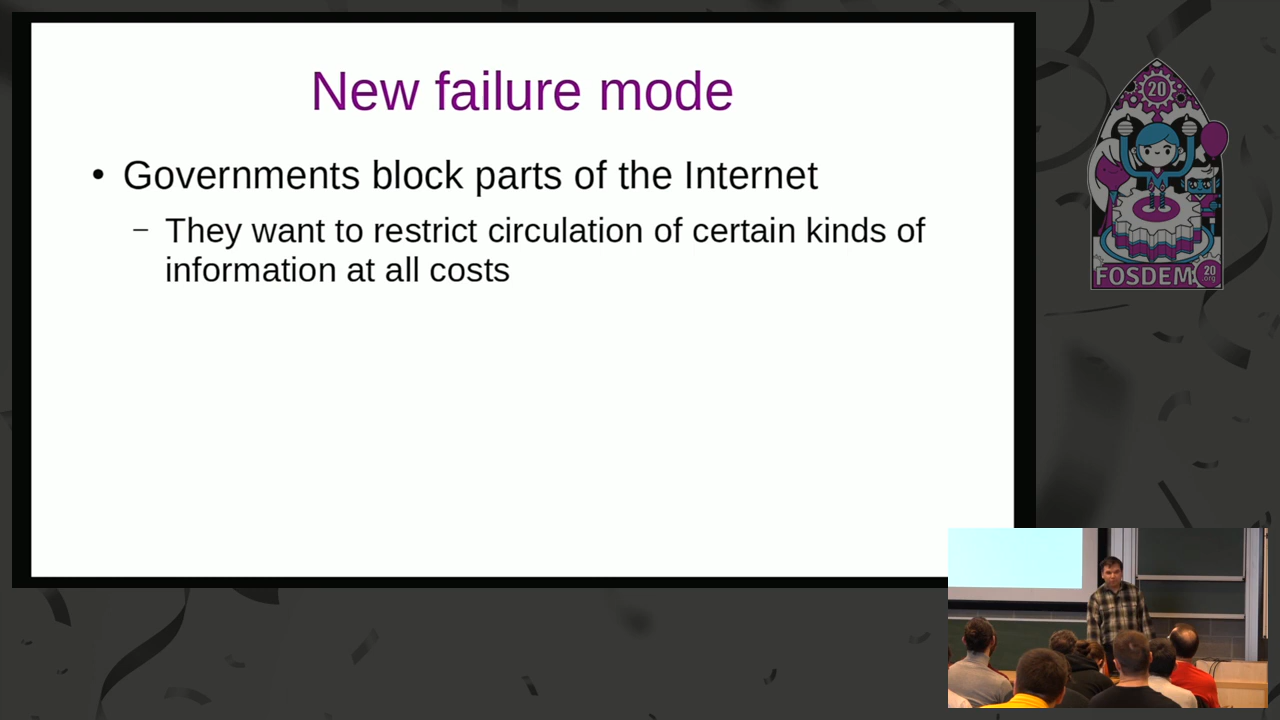 New failure mode
• Governments block parts of the Internet
– They want to restrict circulation of certain kinds of
information at all costs
20
FOSDEM
20
.org